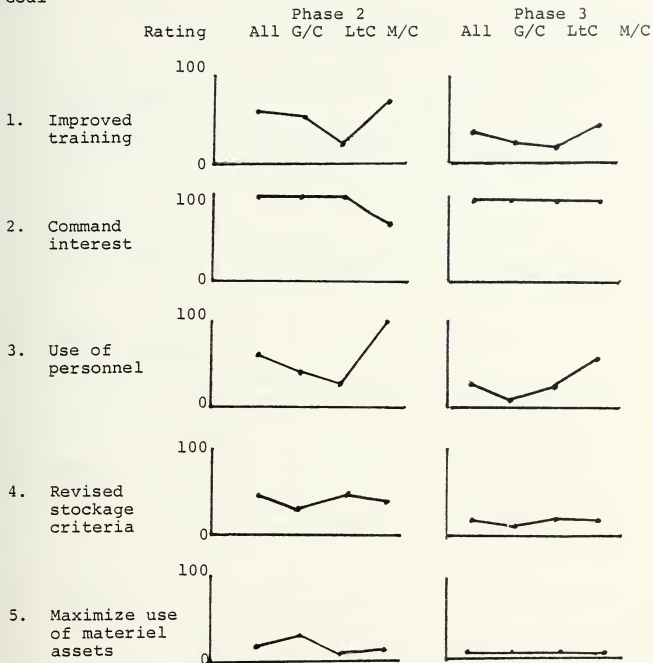 Goal
Phase 2 Phase 3
Rating All G/C LtC M/C All G/C LtC M/C
100
1. Improved
training
0
100
2. Command
interest
0
100
3. Use of
personnel
0
100
4. Revised
stockage
criteria
0
100
5. Maximize use
of materiel
assets
0